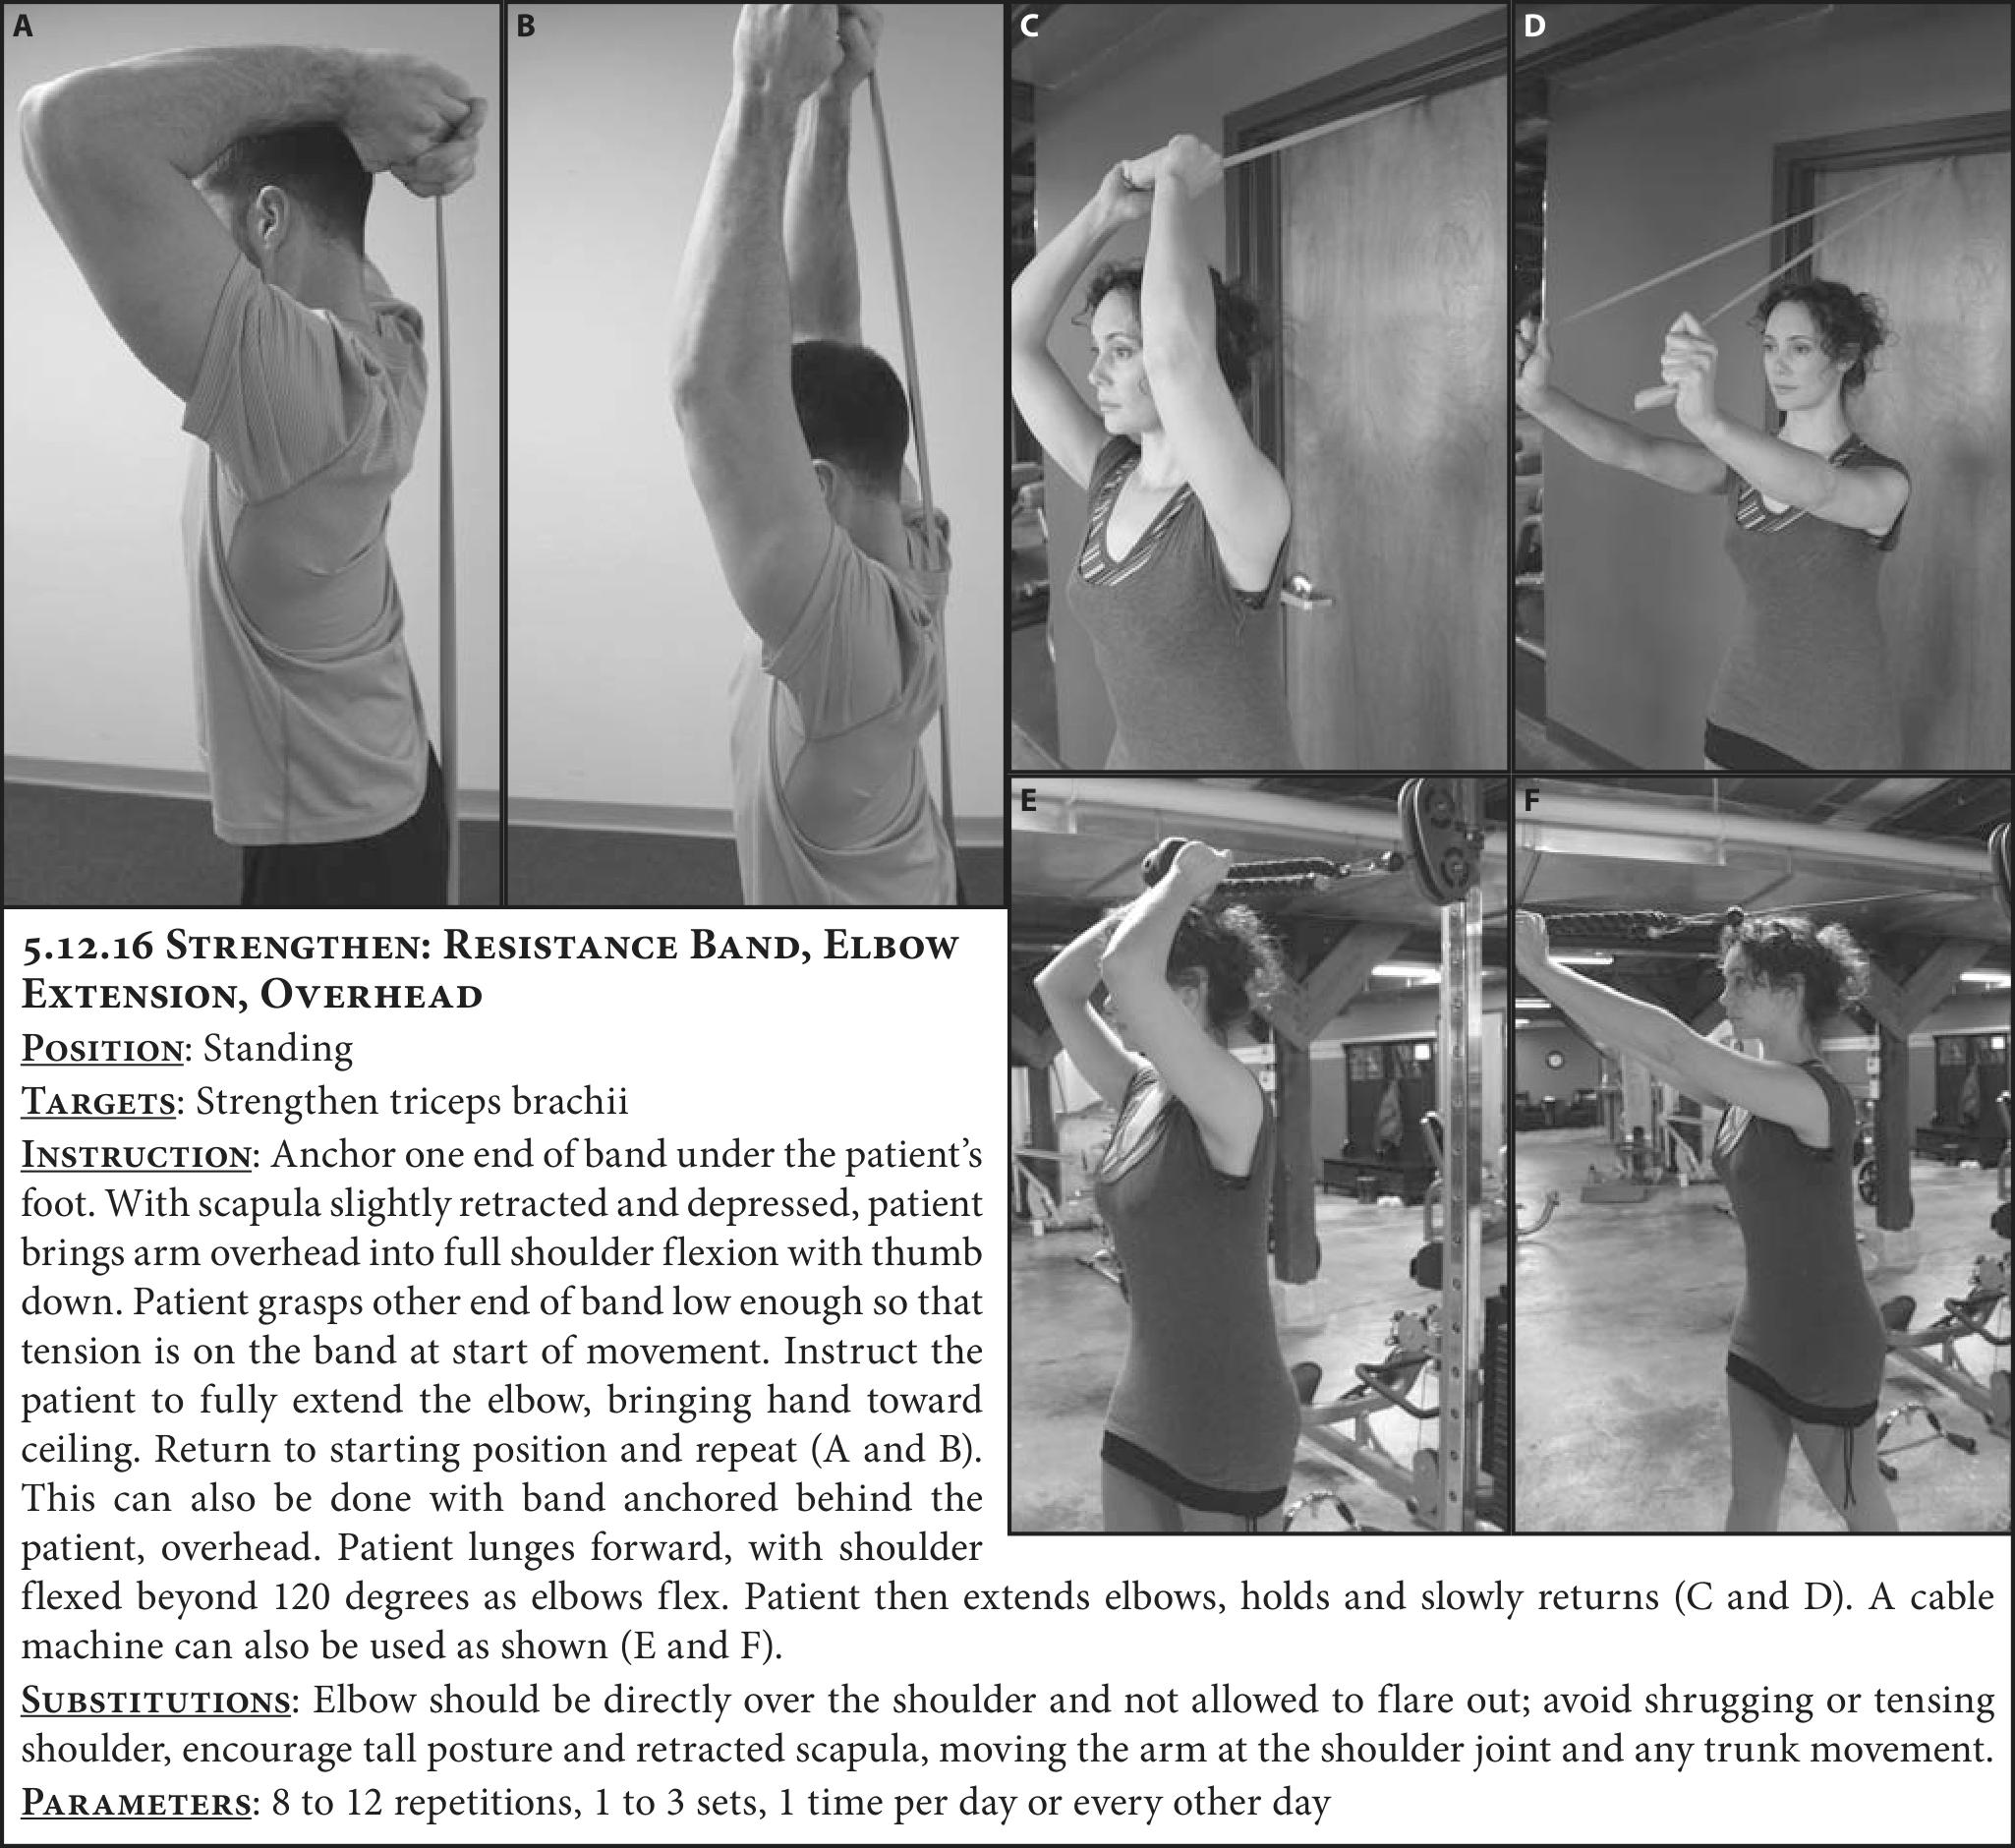 A
B
C
D
E
F
5.12.16 Strengthen: Resistance Band, Elbow
Extension, Overhead
Position: Standing
Targets: Strengthen triceps brachii
Instruction: Anchor one end of band under the patient’s
foot. With scapula slightly retracted and depressed, patient
brings arm overhead into full shoulder flexion with thumb
down. Patient grasps other end of band low enough so that
tension is on the band at start of movement. Instruct the
patient to fully extend the elbow, bringing hand toward
ceiling. Return to starting position and repeat (A and B).
This can also be done with band anchored behind the
patient, overhead. Patient lunges forward, with shoulder
flexed beyond 120 degrees as elbows flex. Patient then extends elbows, holds and slowly returns (C and D). A cable
machine can also be used as shown (E and F).
Substitutions: Elbow should be directly over the shoulder and not allowed to flare out; avoid shrugging or tensing
shoulder, encourage tall posture and retracted scapula, moving the arm at the shoulder joint and any trunk movement.
Parameters: 8 to 12 repetitions, 1 to 3 sets, 1 time per day or every other day